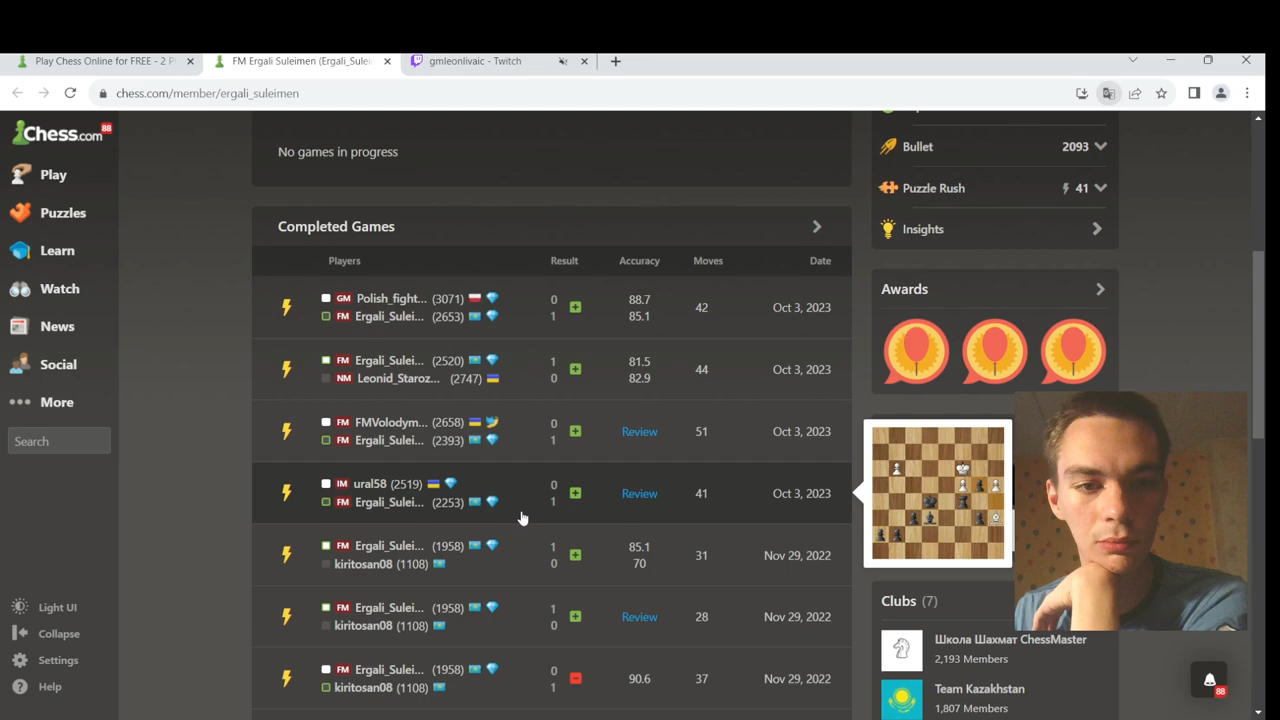 Play Chess Online for FREE - 2 P
FM Ergali Suleimen (Ergali_Sulei
gmleonlivaic - Twitch
chess.com/member/ergali_suleimen
Chess.com
88
Play
Puzzles
Learn
Watch
News
Social
More
Search
Light UI
Collapse
Settings
Help
No games in progress
Completed Games
Players Result Accuracy Moves Date
GM Polish_fight... (3071) 0 88.7
FM Ergali_Sulei... (2653) 1 85.1
42 Oct 3, 2023
FM Ergali_Sulei... (2520) 1 81.5
NM Leonid_Staroz... (2747) 0 82.9
44 Oct 3, 2023
FM FMVolodym... (2658) 0
FM Ergali_Sulei... (2393) 1
Review 51 Oct 3, 2023
IM ural58 (2519) 0
FM Ergali_Sulei... (2253) 1
Review 41 Oct 3, 2023
FM Ergali_Sulei... (1958) 1 85.1
kiritosan08 (1108) 0 70
31 Nov 29, 2022
FM Ergali_Sulei... (1958) 1
kiritosan08 (1108) 0
Review 28 Nov 29, 2022
FM Ergali_Sulei... (1958) 0
kiritosan08 (1108) 1
90.6 37 Nov 29, 2022
Bullet 2093
Puzzle Rush 41
Insights
Awards
Clubs (7)
Школа Шахмат ChessMaster
2,193 Members
Team Kazakhstan
1,807 Members
88